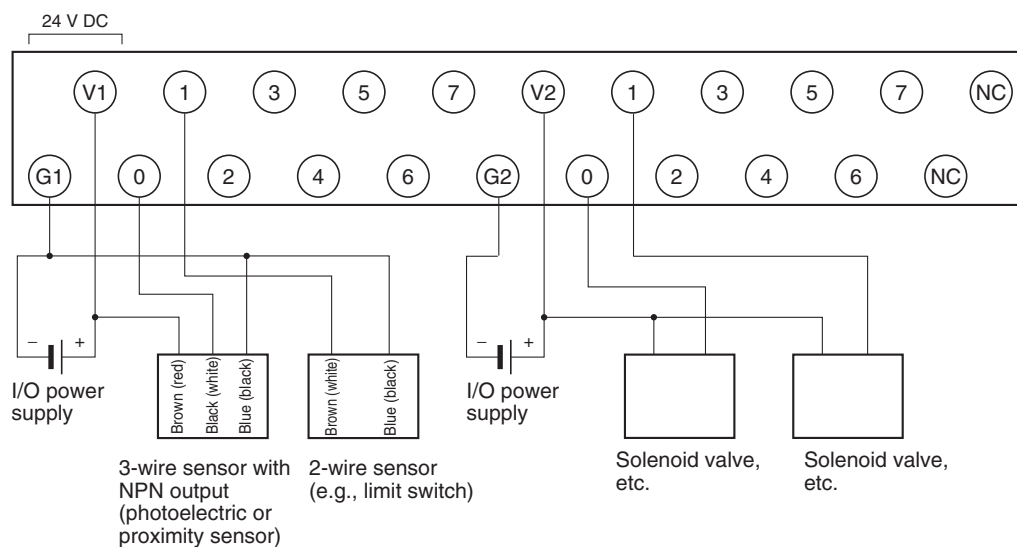 24 V DC
V1 1 3 5 7 V2 1 3 5 7 NC
G1 0 2 4 6 G2 0 2 4 6 NC
− +
I/O power
supply
Brown (red)
Black (white)
Blue (black)
3-wire sensor with
NPN output
(photoelectric or
proximity sensor)
Brown (white)
Blue (black)
2-wire sensor
(e.g., limit switch)
− +
I/O power
supply
Solenoid valve,
etc.
Solenoid valve,
etc.